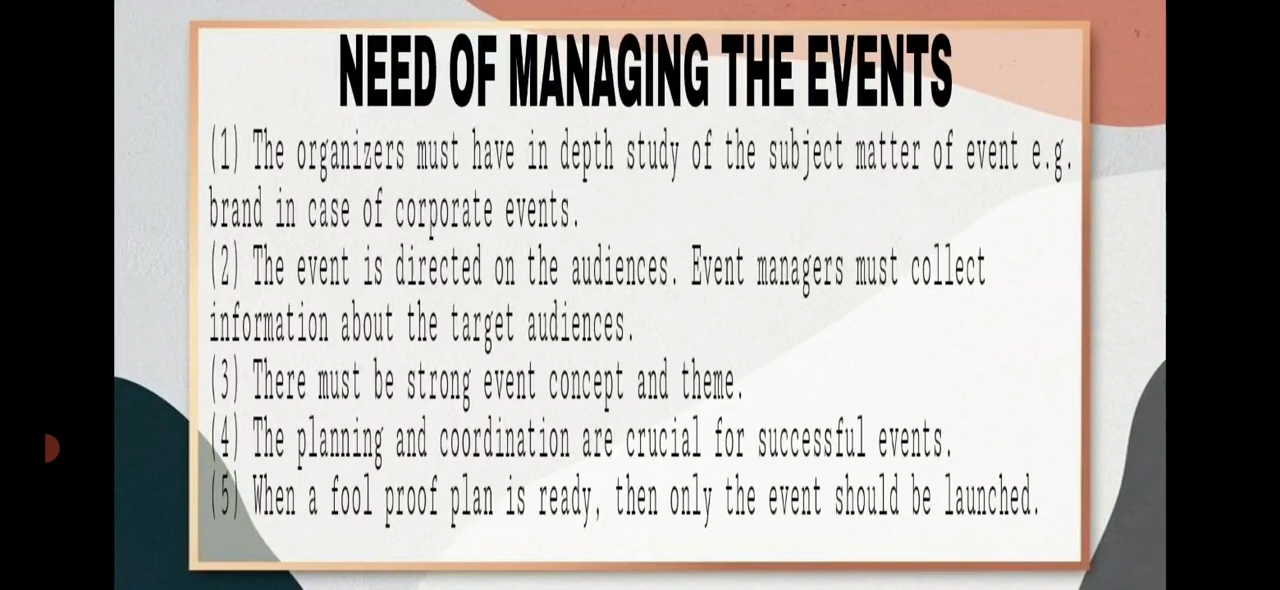 NEED OF MANAGING THE EVENTS
(1) The organizers must have in depth study of the subject matter of event e.g.
brand in case of corporate events.
(2) The event is directed on the audiences. Event managers must collect
information about the target audiences.
(3) There must be strong event concept and theme.
(4) The planning and coordination are crucial for successful events.
(5) When a fool proof plan is ready, then only the event should be launched.